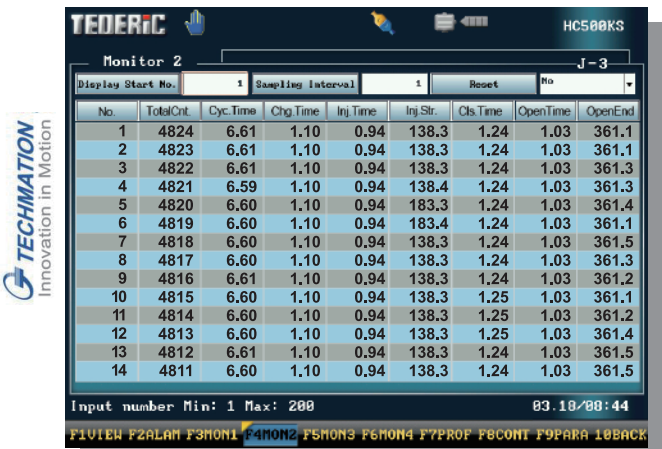 TEDERIC HC500KS
Monitor 2 J-3
Display Start No. 1 Sampling Interval 1 Reset No
No. TotalCnt. Cyc.Time Chg.Time Inj.Time Inj.Str. Cls.Time OpenTime OpenEnd
1 4824 6.61 1.10 0.94 138.3 1.24 1.03 361.1
2 4823 6.61 1.10 0.94 138.3 1.24 1.03 361.1
3 4822 6.61 1.10 0.94 138.3 1.24 1.03 361.3
4 4821 6.59 1.10 0.94 138.4 1.24 1.03 361.3
5 4820 6.60 1.10 0.94 183.3 1.24 1.03 361.4
6 4819 6.60 1.10 0.94 183.4 1.24 1.03 361.1
7 4818 6.60 1.10 0.94 138.3 1.24 1.03 361.5
8 4817 6.60 1.10 0.94 138.3 1.24 1.03 361.3
9 4816 6.61 1.10 0.94 138.3 1.24 1.03 361.2
10 4815 6.60 1.10 0.94 138.3 1.25 1.03 361.1
11 4814 6.60 1.10 0.94 138.3 1.25 1.03 361.2
12 4813 6.60 1.10 0.94 138.3 1.25 1.03 361.4
13 4812 6.61 1.10 0.94 138.3 1.24 1.03 361.5
14 4811 6.60 1.10 0.94 138.3 1.24 1.03 361.5
Input number Min: 1 Max: 200 03.18/08:44
F1VIEW F2ALAM F3MON1 F4MON2 F5MON3 F6MON4 F7PROF F8CONT F9PARA 10BACK
TECHMATION
Innovation in Motion